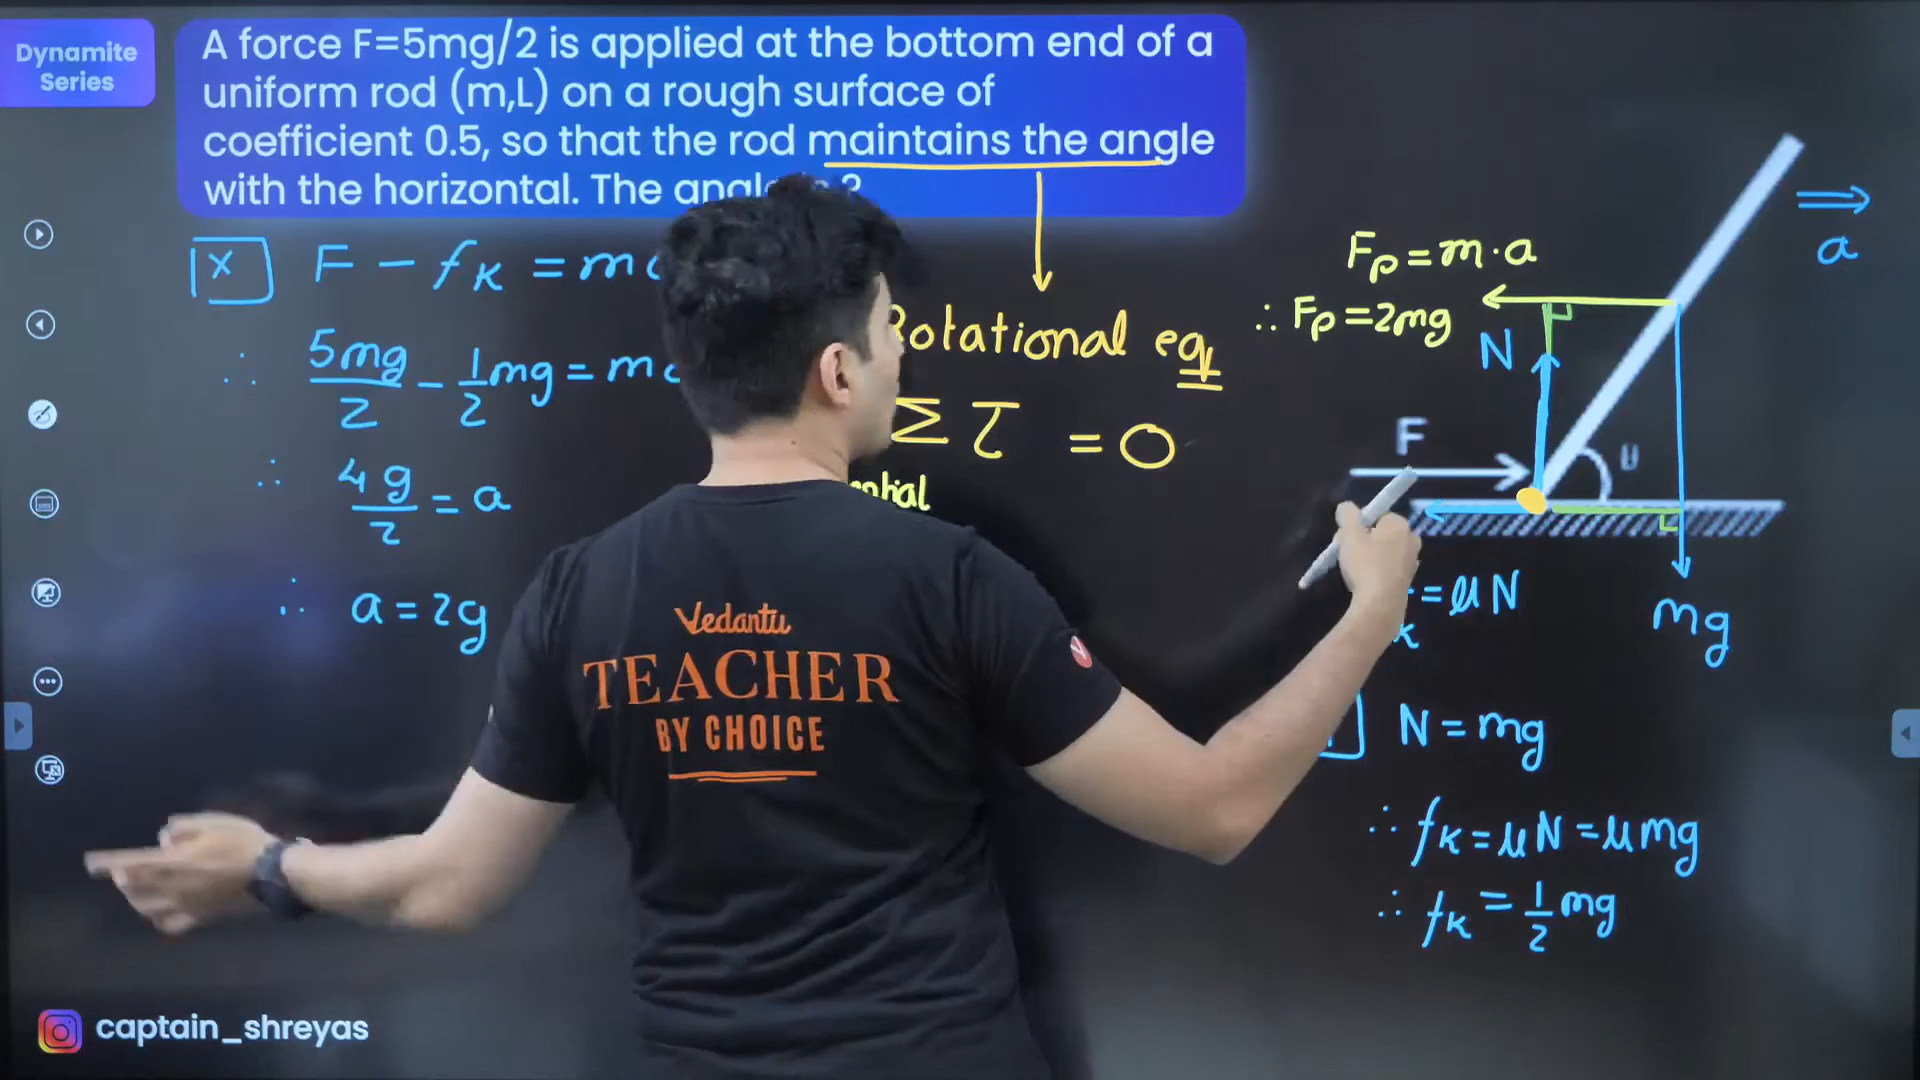 Dynamite
Series
A force F=5mg/2 is applied at the bottom end of a
uniform rod (m,L) on a rough surface of
coefficient 0.5, so that the rod maintains the angle
with the horizontal. The
x F - fk = m
∴ 5mg/2 - 1/2 mg = m
∴ 4g/2 = a
∴ a = 2g
Rotational eq
Σ τ = 0
Fp = m·a
∴ Fp = 2mg
N
F
θ
a
= μN
mg
N = mg
∴ fk = μN = μmg
∴ fk = 1/2 mg
Vedantu
TEACHER
BY CHOICE
captain_shreyas